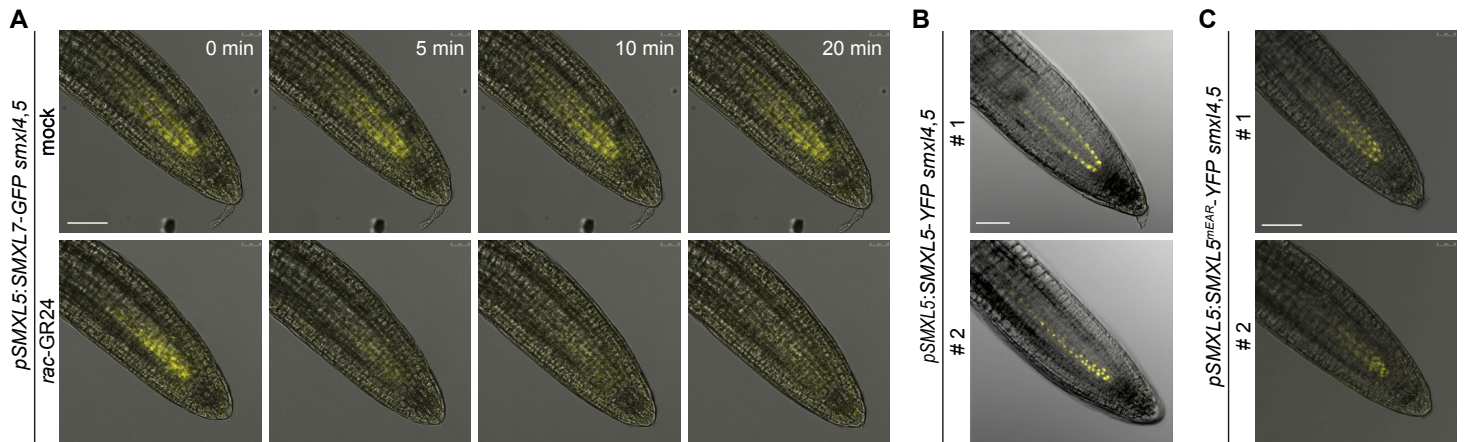 A
B
C
0 min
5 min
10 min
20 min
pSMXL5:SMXL7-GFP smxl4,5
mock
rac-GR24
pSMXL5:SMXL5-YFP smxl4,5
# 1
# 2
pSMXL5:SMXL5mEAR-YFP smxl4,5
# 1
# 2